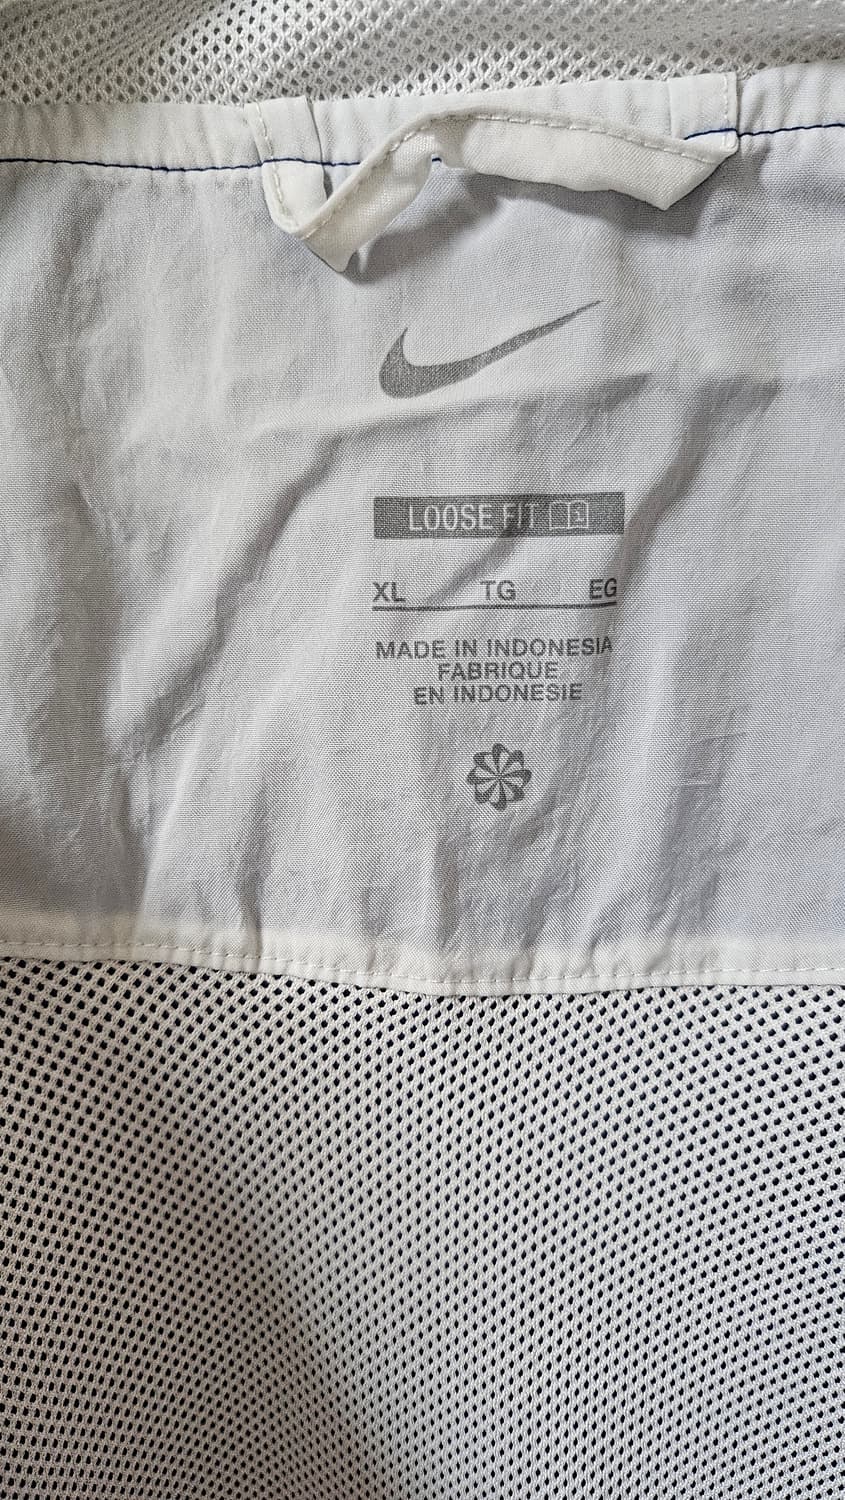 LOOSE FIT
XL TG EG
MADE IN INDONESIA
FABRIQUE
EN INDONESIE